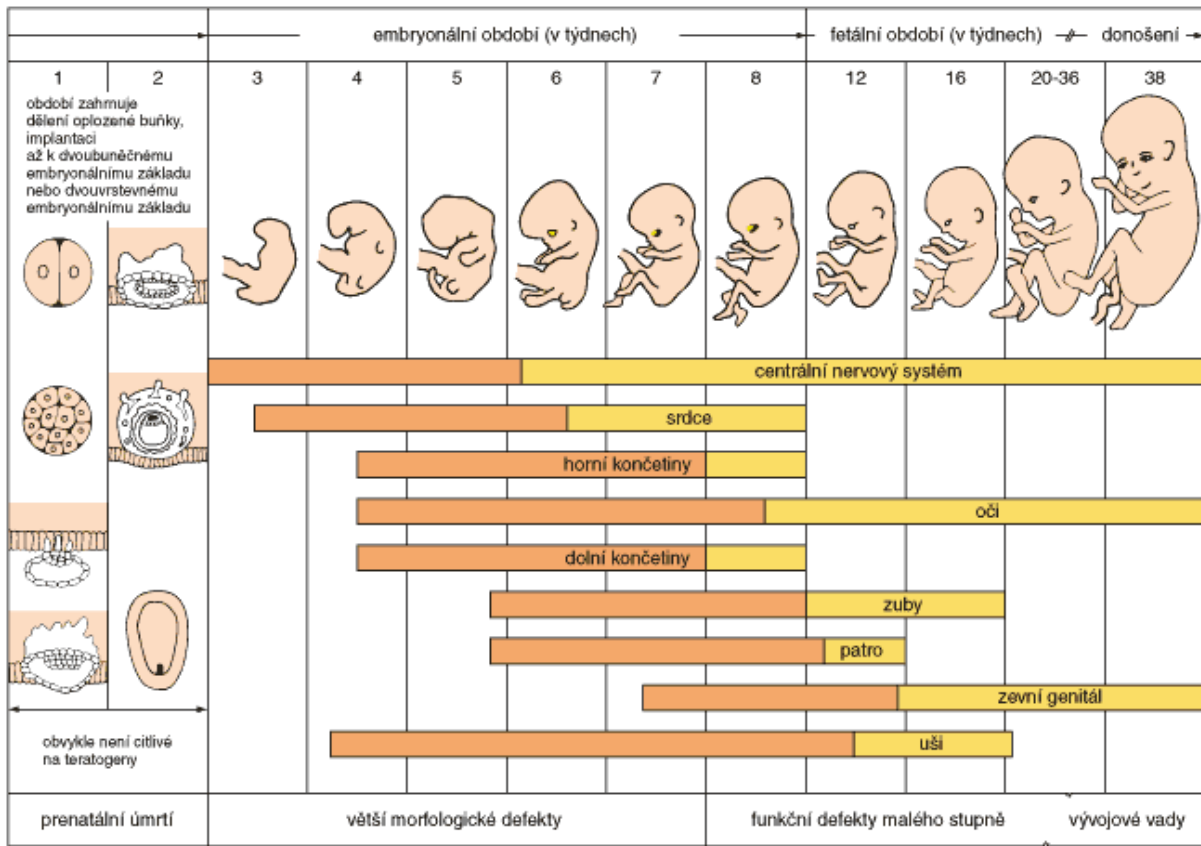 embryonální období (v týdnech)
fetální období (v týdnech)
donošení
1
2
3
4
5
6
7
8
12
16
20-36
38
období zahrnuje
dělení oplozené buňky,
implantaci
až k dvoubuněčnému
embryonálnímu základu
nebo dvouvrstevnému
embryonálnímu základu
centrální nervový systém
srdce
horní končetiny
oči
dolní končetiny
zuby
patro
zevní genitál
uši
obvykle není citlivé
na teratogeny
prenatální úmrtí
větší morfologické defekty
funkční defekty malého stupně
vývojové vady